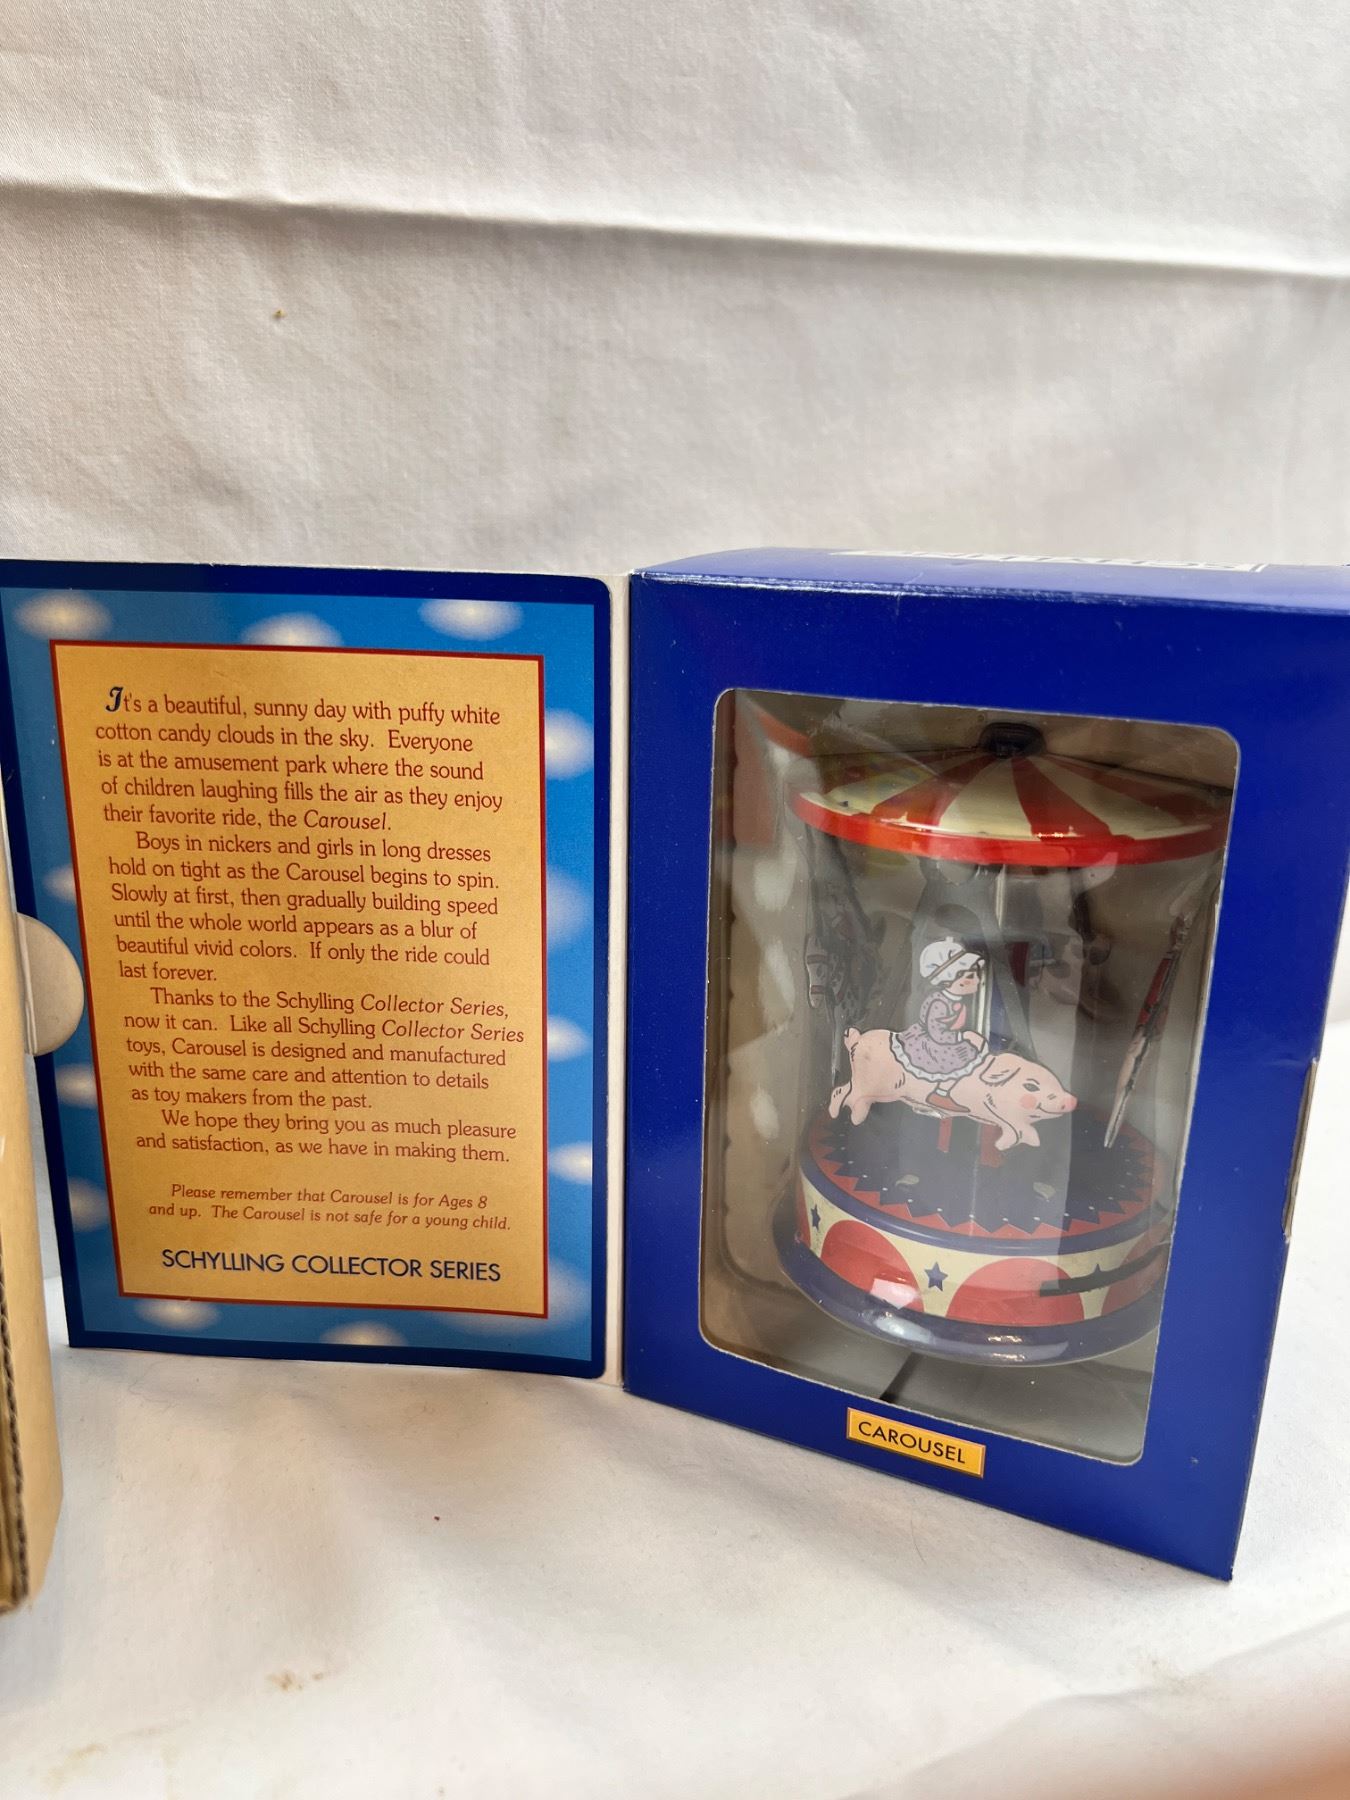 It's a beautiful, sunny day with puffy white
cotton candy clouds in the sky. Everyone
is at the amusement park where the sound
of children laughing fills the air as they enjoy
their favorite ride, the Carousel.
Boys in nickers and girls in long dresses
hold on tight as the Carousel begins to spin.
Slowly at first, then gradually building speed
until the whole world appears as a blur of
beautiful vivid colors. If only the ride could
last forever.
Thanks to the Schylling Collector Series,
now it can. Like all Schylling Collector Series
toys, Carousel is designed and manufactured
with the same care and attention to details
as toy makers from the past.
We hope they bring you as much pleasure
and satisfaction, as we have in making them.
Please remember that Carousel is for Ages 8
and up. The Carousel is not safe for a young child.
SCHYLLING COLLECTOR SERIES
CAROUSEL